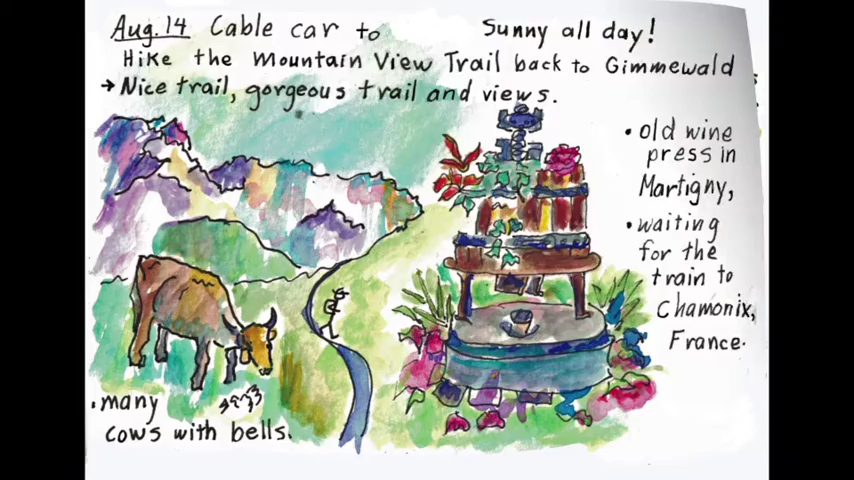 Aug. 14 Cable car to Sunny all day!
Hike the Mountain View Trail back to Gimmewald
→ Nice trail, gorgeous trail and views.
• old wine
press in
Martigny,
• waiting
for the
train to
Chamonix,
France.
• many
cows with bells.